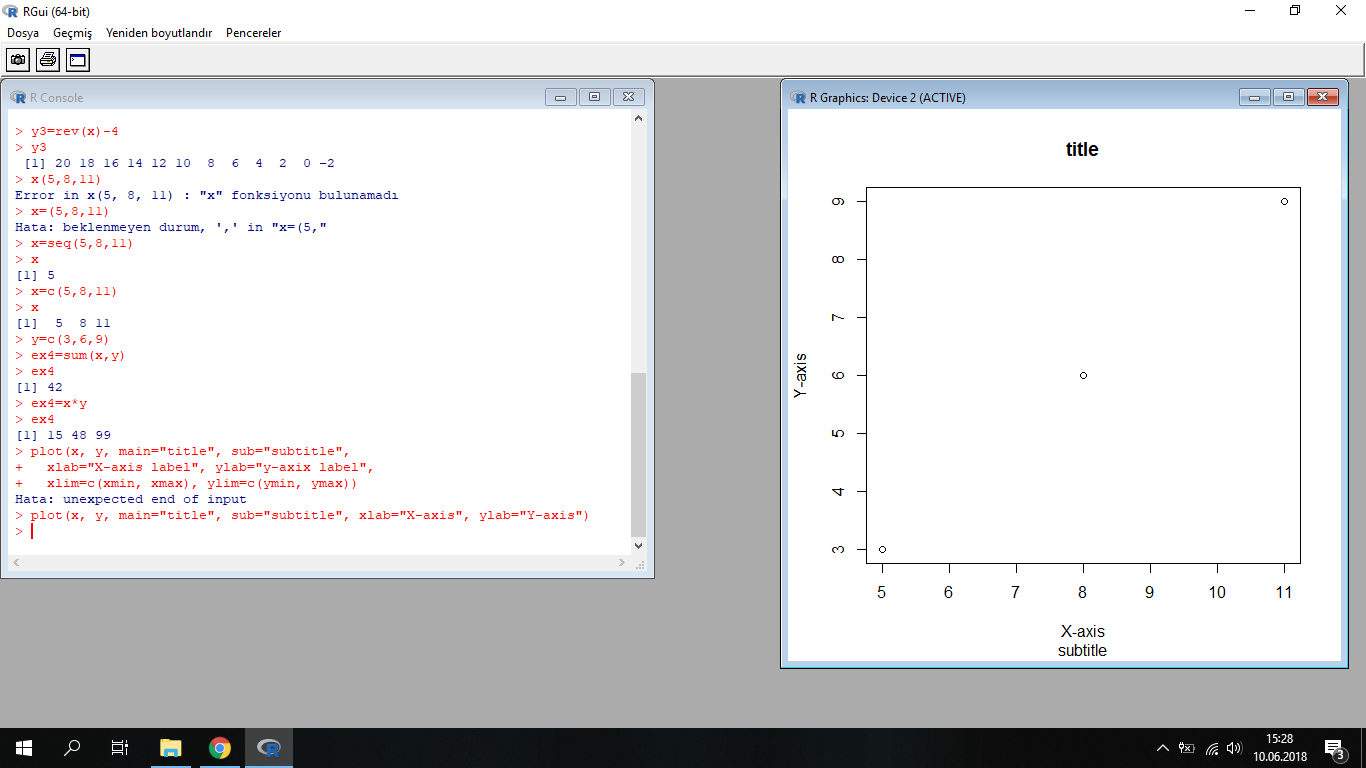 RGui (64-bit)
Dosya Geçmiş Yeniden boyutlandır Pencereler
R Console
> y3=rev(x)-4
> y3
 [1] 20 18 16 14 12 10  8  6  4  2  0 -2
> x(5,8,11)
Error in x(5, 8, 11) : "x" fonksiyonu bulunamadı
> x=(5,8,11)
Hata: beklenmeyen durum, ',' in "x=(5,"
> x=seq(5,8,11)
> x
[1] 5
> x=c(5,8,11)
> x
[1]  5  8 11
> y=c(3,6,9)
> ex4=sum(x,y)
> ex4
[1] 42
> ex4=x*y
> ex4
[1] 15 48 99
> plot(x, y, main="title", sub="subtitle",
+   xlab="X-axis label", ylab="y-axix label",
+   xlim=c(xmin, xmax), ylim=c(ymin, ymax))
Hata: unexpected end of input
> plot(x, y, main="title", sub="subtitle", xlab="X-axis", ylab="Y-axis")
>
R Graphics: Device 2 (ACTIVE)
title
Y-axis
9
8
7
6
5
4
3
5 6 7 8 9 10 11
X-axis
subtitle
15:28
10.06.2018
3